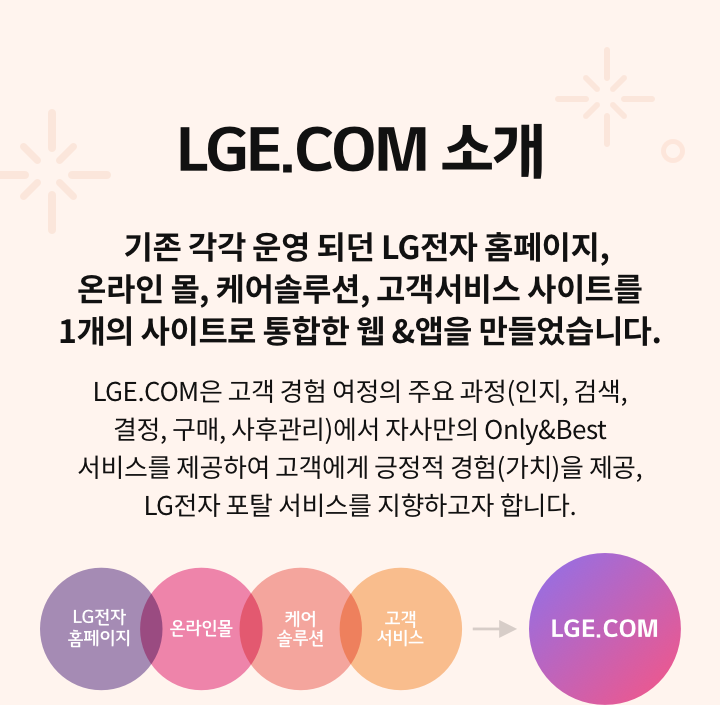 LGE.COM 소개
기존 각각 운영 되던 LG전자 홈페이지,
온라인 몰, 케어솔루션, 고객서비스 사이트를
1개의 사이트로 통합한 웹 &앱을 만들었습니다.
LGE.COM은 고객 경험 여정의 주요 과정(인지, 검색,
결정, 구매, 사후관리)에서 자사만의 Only&Best
서비스를 제공하여 고객에게 긍정적 경험(가치)을 제공,
LG전자 포탈 서비스를 지향하고자 합니다.
LG전자
홈페이지
온라인몰
케어
솔루션
고객
서비스
LGE.COM